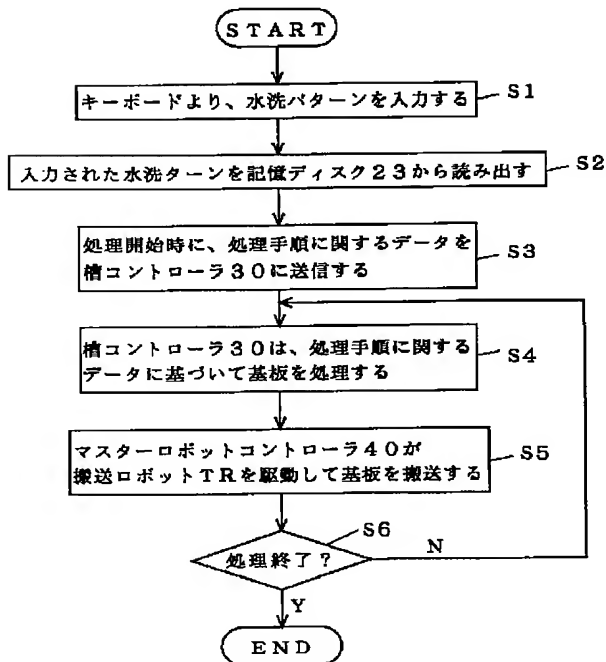 START
キーボードより、水洗パターンを入力する
S1
入力された水洗ターンを記憶ディスク23から読み出す
S2
処理開始時に、処理手順に関するデータを
槽コントローラ30に送信する
S3
槽コントローラ30は、処理手順に関する
データに基づいて基板を処理する
S4
マスターロボットコントローラ40が
搬送ロボットTRを駆動して基板を搬送する
S5
S6
処理終了?
N
Y
END